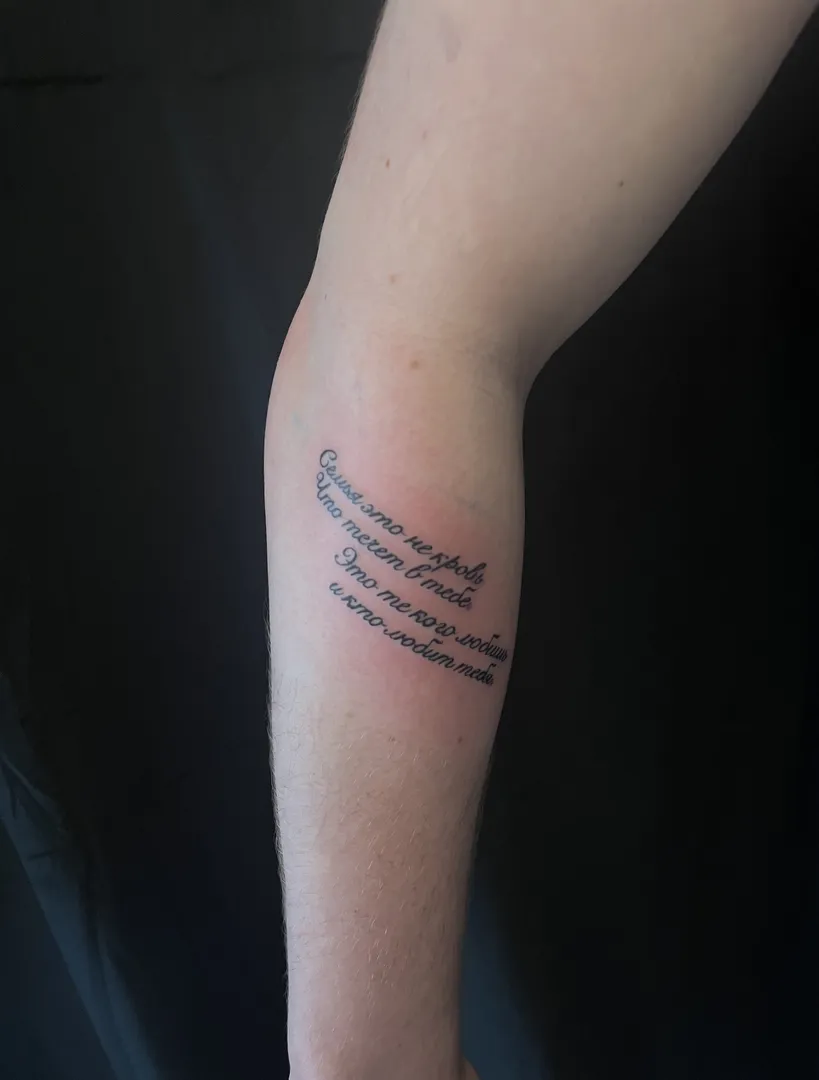 Семья это не кровь
Что течет в тебе.
Это те кого любишь
и кто любит тебя.